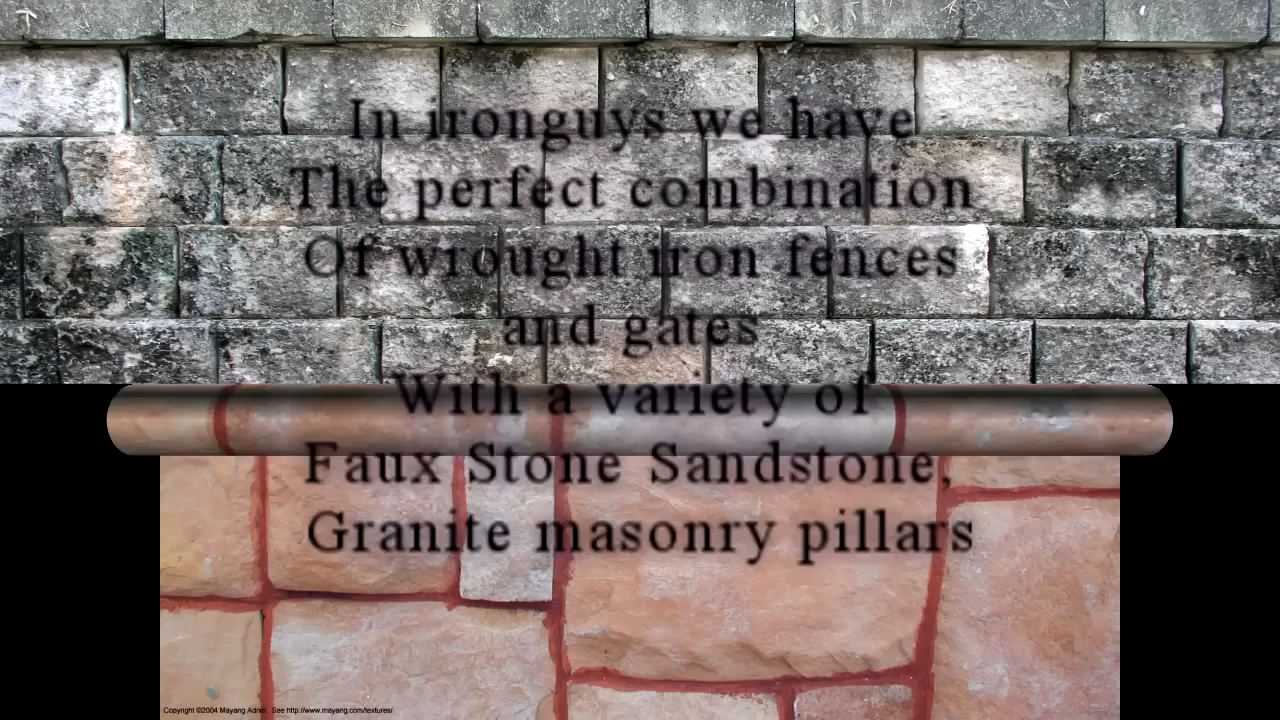 In ironguys we have
The perfect combination
Of wrought iron fences
and gates
With a variety of
Faux Stone Sandstone,
Granite masonry pillars
Copyright ©2004 Mayang Adnin. See http://www.mayang.com/textures/